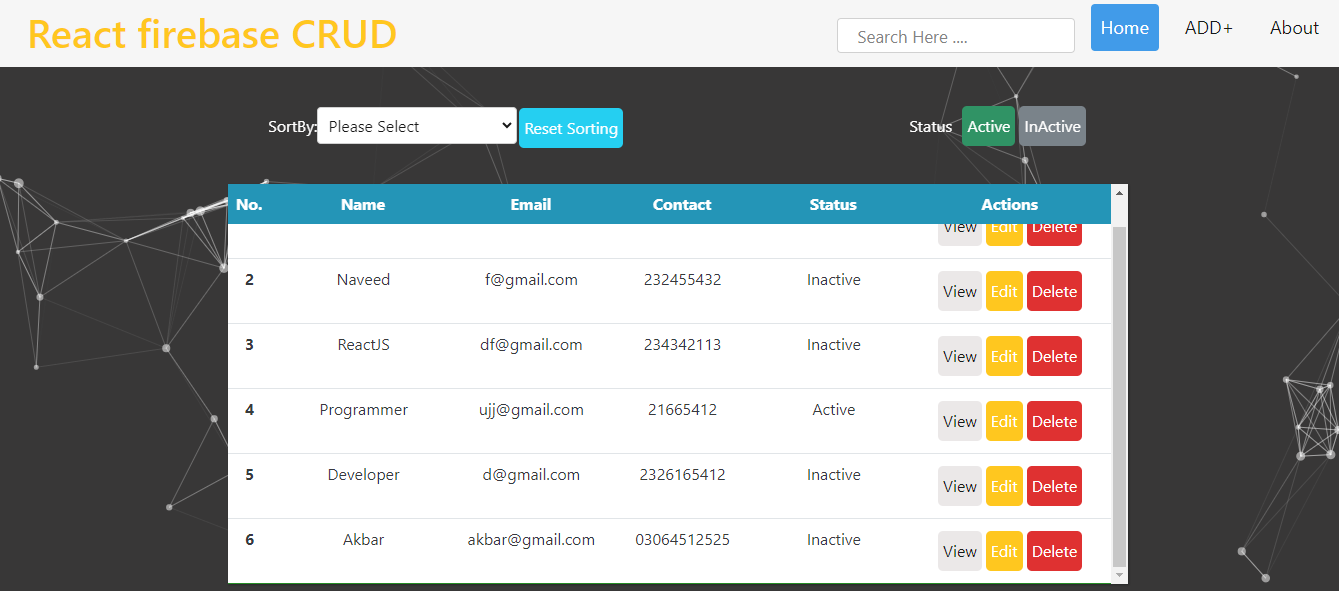 React firebase CRUD Search Here .... Home ADD+ About
SortBy: Please Select Reset Sorting Status Active InActive
No. Name Email Contact Status Actions
View Edit Delete
2 Naveed f@gmail.com 232455432 Inactive View Edit Delete
3 ReactJS df@gmail.com 234342113 Inactive View Edit Delete
4 Programmer ujj@gmail.com 21665412 Active View Edit Delete
5 Developer d@gmail.com 2326165412 Inactive View Edit Delete
6 Akbar akbar@gmail.com 03064512525 Inactive View Edit Delete